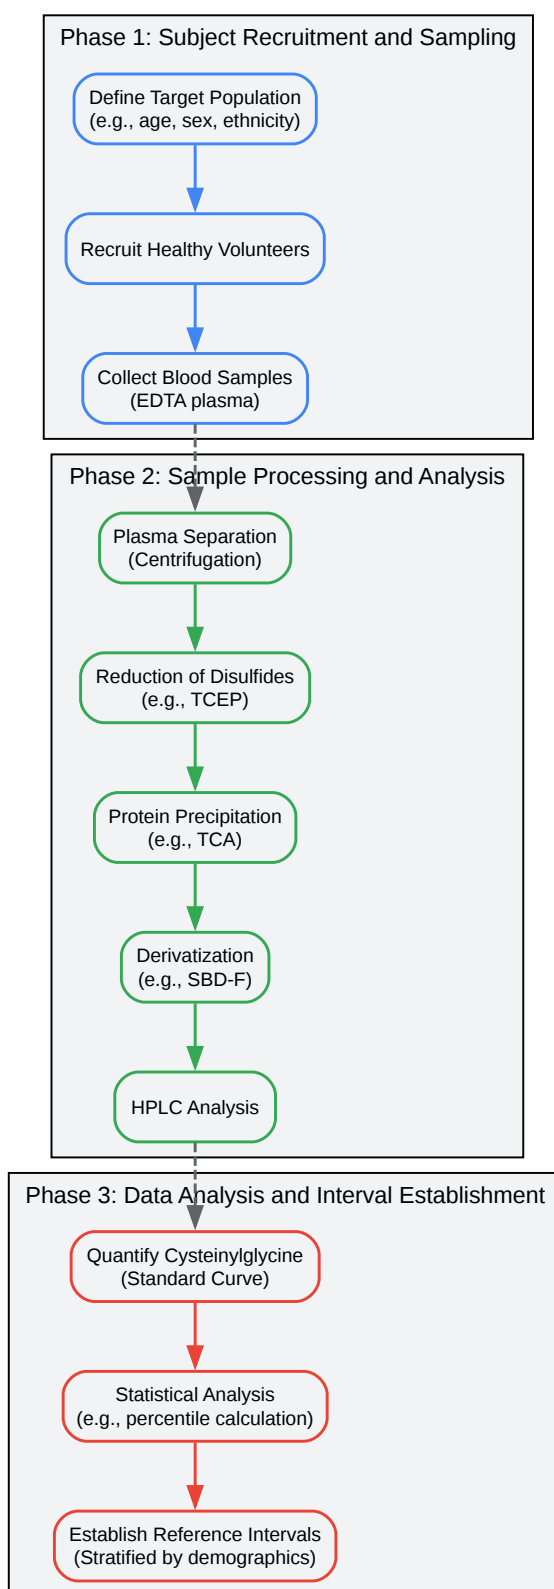 Phase 1: Subject Recruitment and Sampling
Define Target Population
(e.g., age, sex, ethnicity)
Recruit Healthy Volunteers
Collect Blood Samples
(EDTA plasma)
Phase 2: Sample Processing and Analysis
Plasma Separation
(Centrifugation)
Reduction of Disulfides
(e.g., TCEP)
Protein Precipitation
(e.g., TCA)
Derivatization
(e.g., SBD-F)
HPLC Analysis
Phase 3: Data Analysis and Interval Establishment
Quantify Cysteinylglycine
(Standard Curve)
Statistical Analysis
(e.g., percentile calculation)
Establish Reference Intervals
(Stratified by demographics)